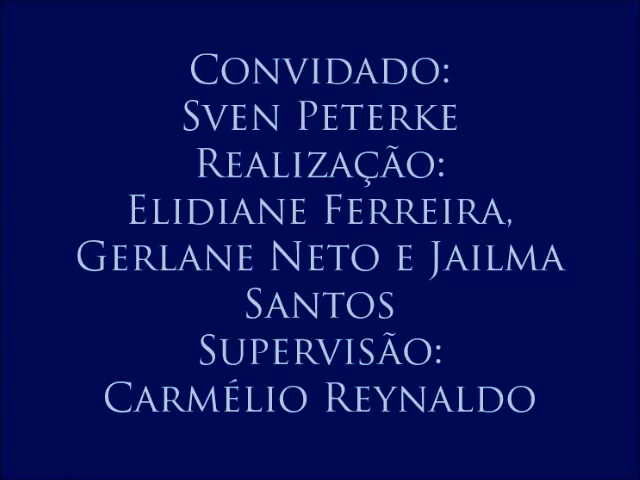 Convidado:
Sven Peterke
Realização:
Elidiane Ferreira,
Gerlane Neto e Jailma
Santos
Supervisão:
Carmélio Reynaldo